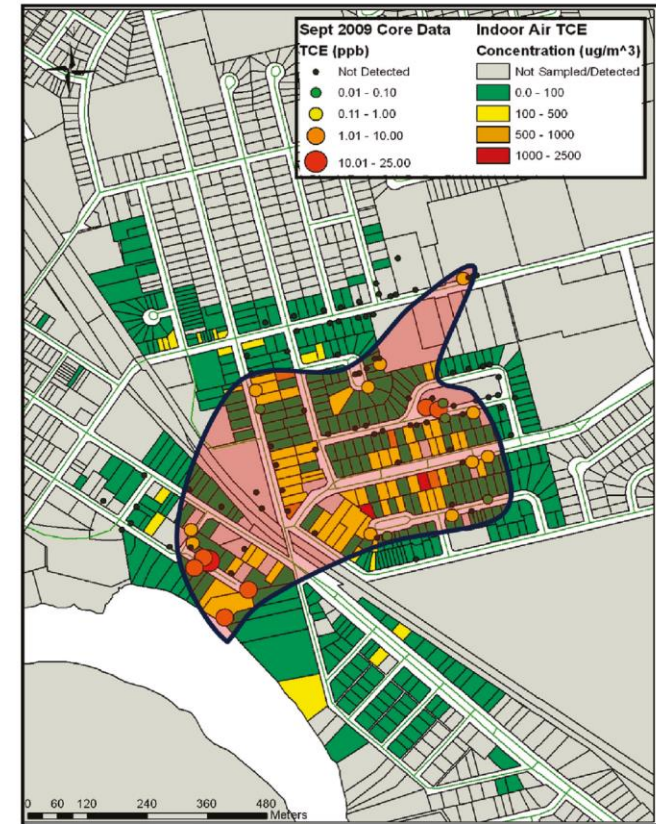 Sept 2009 Core Data
TCE (ppb)
Not Detected
0.01 - 0.10
0.11 - 1.00
1.01 - 10.00
10.01 - 25.00
Indoor Air TCE
Concentration (ug/m^3)
Not Sampled/Detected
0.0 - 100
100 - 500
500 - 1000
1000 - 2500
0 60 120 240 360 480
Meters